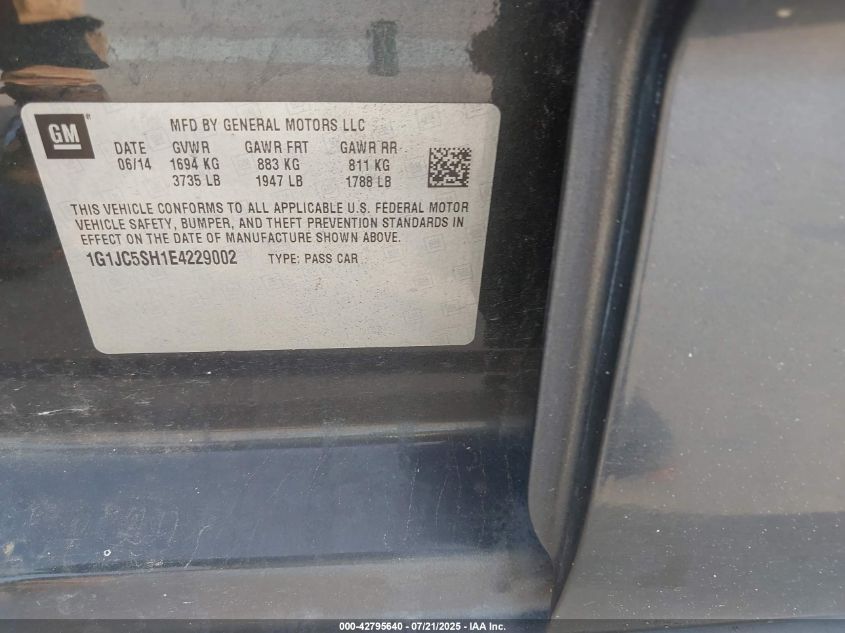 GM
MFD BY GENERAL MOTORS LLC
DATE GVWR GAWR FRT GAWR RR
06/14 1694 KG 883 KG 811 KG
3735 LB 1947 LB 1788 LB
THIS VEHICLE CONFORMS TO ALL APPLICABLE U.S. FEDERAL MOTOR
VEHICLE SAFETY, BUMPER, AND THEFT PREVENTION STANDARDS IN
EFFECT ON THE DATE OF MANUFACTURE SHOWN ABOVE.
1G1JC5SH1E4229002 TYPE: PASS CAR
000-42795640 - 07/21/2025 - IAA Inc.